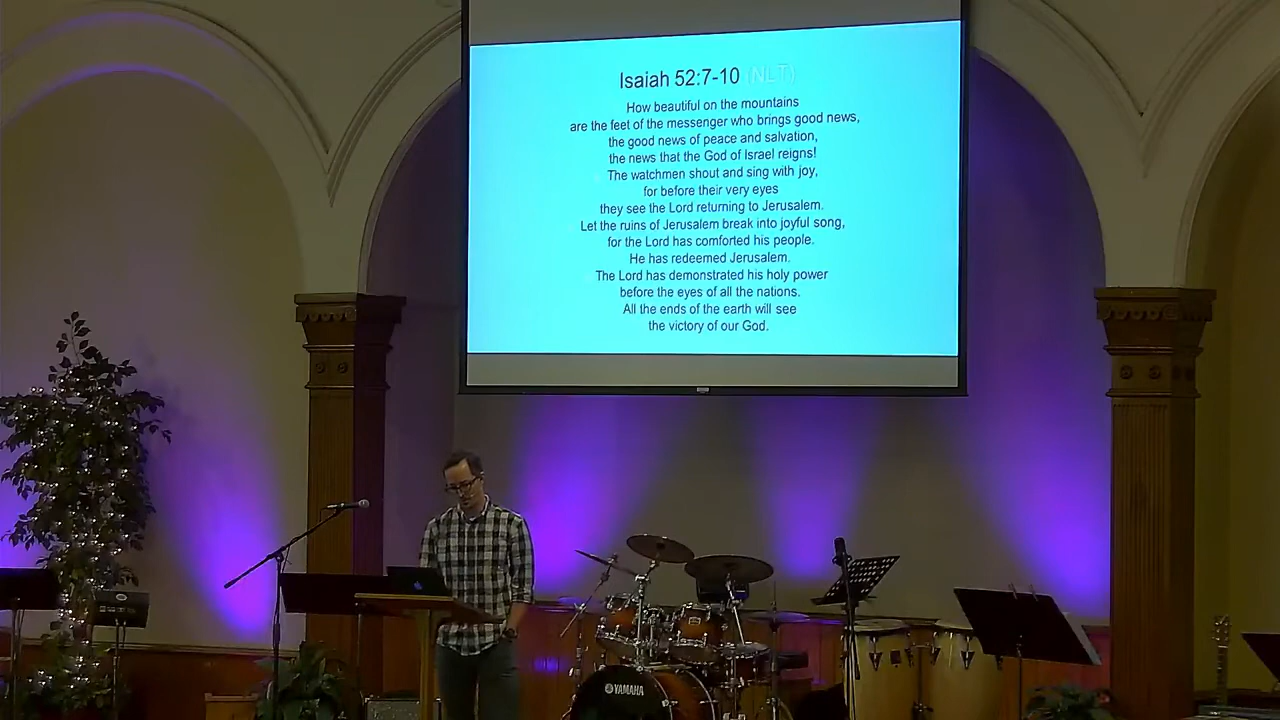 Isaiah 52:7-10 (NLT)
How beautiful on the mountains
are the feet of the messenger who brings good news,
the good news of peace and salvation,
the news that the God of Israel reigns!
The watchmen shout and sing with joy,
for before their very eyes
they see the Lord returning to Jerusalem.
Let the ruins of Jerusalem break into joyful song,
for the Lord has comforted his people.
He has redeemed Jerusalem.
The Lord has demonstrated his holy power
before the eyes of all the nations.
All the ends of the earth will see
the victory of our God.
YAMAHA